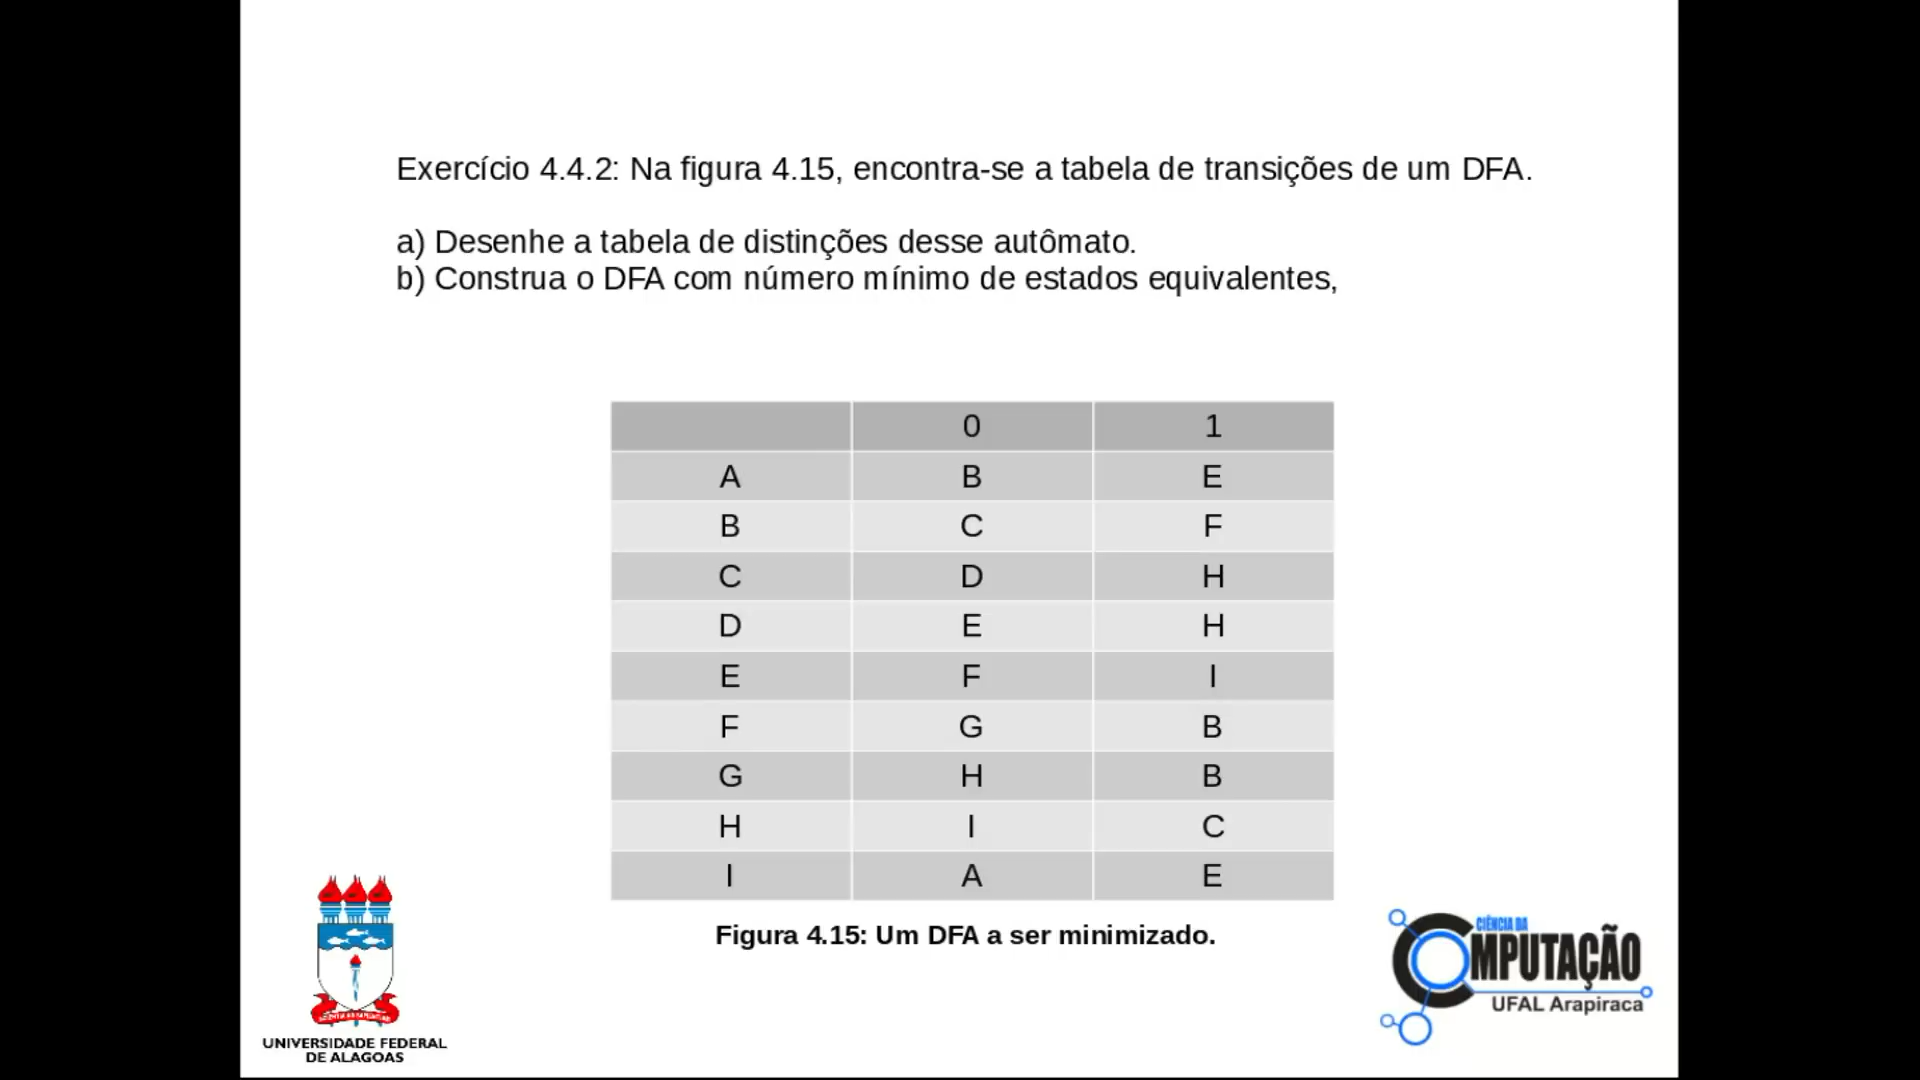 Exercício 4.4.2: Na figura 4.15, encontra-se a tabela de transições de um DFA.
a) Desenhe a tabela de distinções desse autômato.
b) Construa o DFA com número mínimo de estados equivalentes,
0 1
A B E
B C F
C D H
D E H
E F I
F G B
G H B
H I C
I A E
Figura 4.15: Um DFA a ser minimizado.
UNIVERSIDADE FEDERAL
DE ALAGOAS
CIÊNCIA DA
COMPUTAÇÃO
UFAL Arapiraca